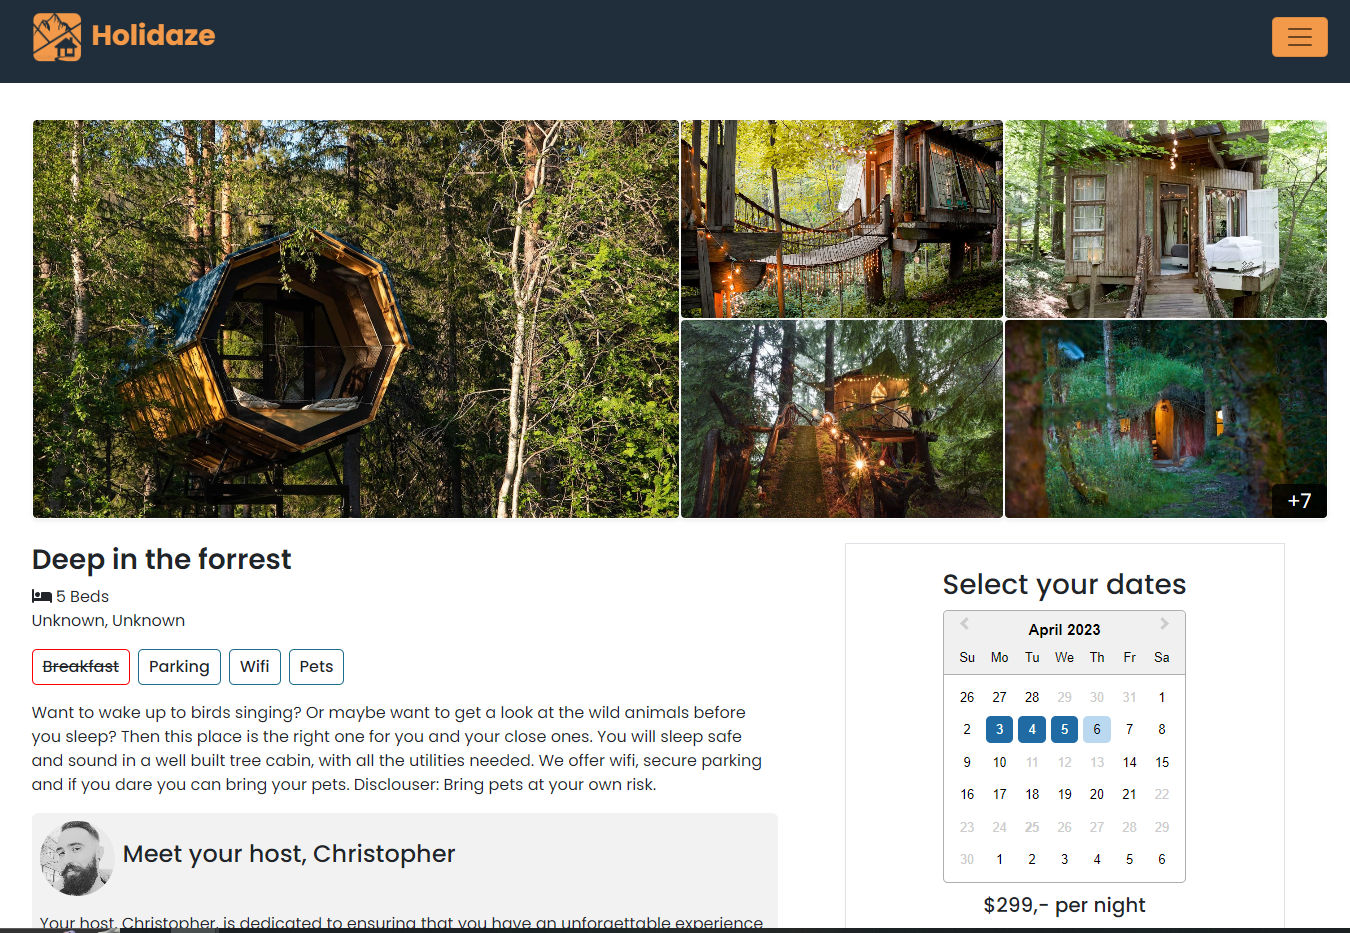 Holidaze
+7
Deep in the forrest
5 Beds
Unknown, Unknown
Breakfast Parking Wifi Pets
Want to wake up to birds singing? Or maybe want to get a look at the wild animals before
you sleep? Then this place is the right one for you and your close ones. You will sleep safe
and sound in a well built tree cabin, with all the utilities needed. We offer wifi, secure parking
and if you dare you can bring your pets. Disclouser: Bring pets at your own risk.
Meet your host, Christopher
Your host, Christopher, is dedicated to ensuring that you have an unforgettable experience
Select your dates
April 2023
Su Mo Tu We Th Fr Sa
26 27 28 29 30 31 1
2 3 4 5 6 7 8
9 10 11 12 13 14 15
16 17 18 19 20 21 22
23 24 25 26 27 28 29
30 1 2 3 4 5 6
$299,- per night